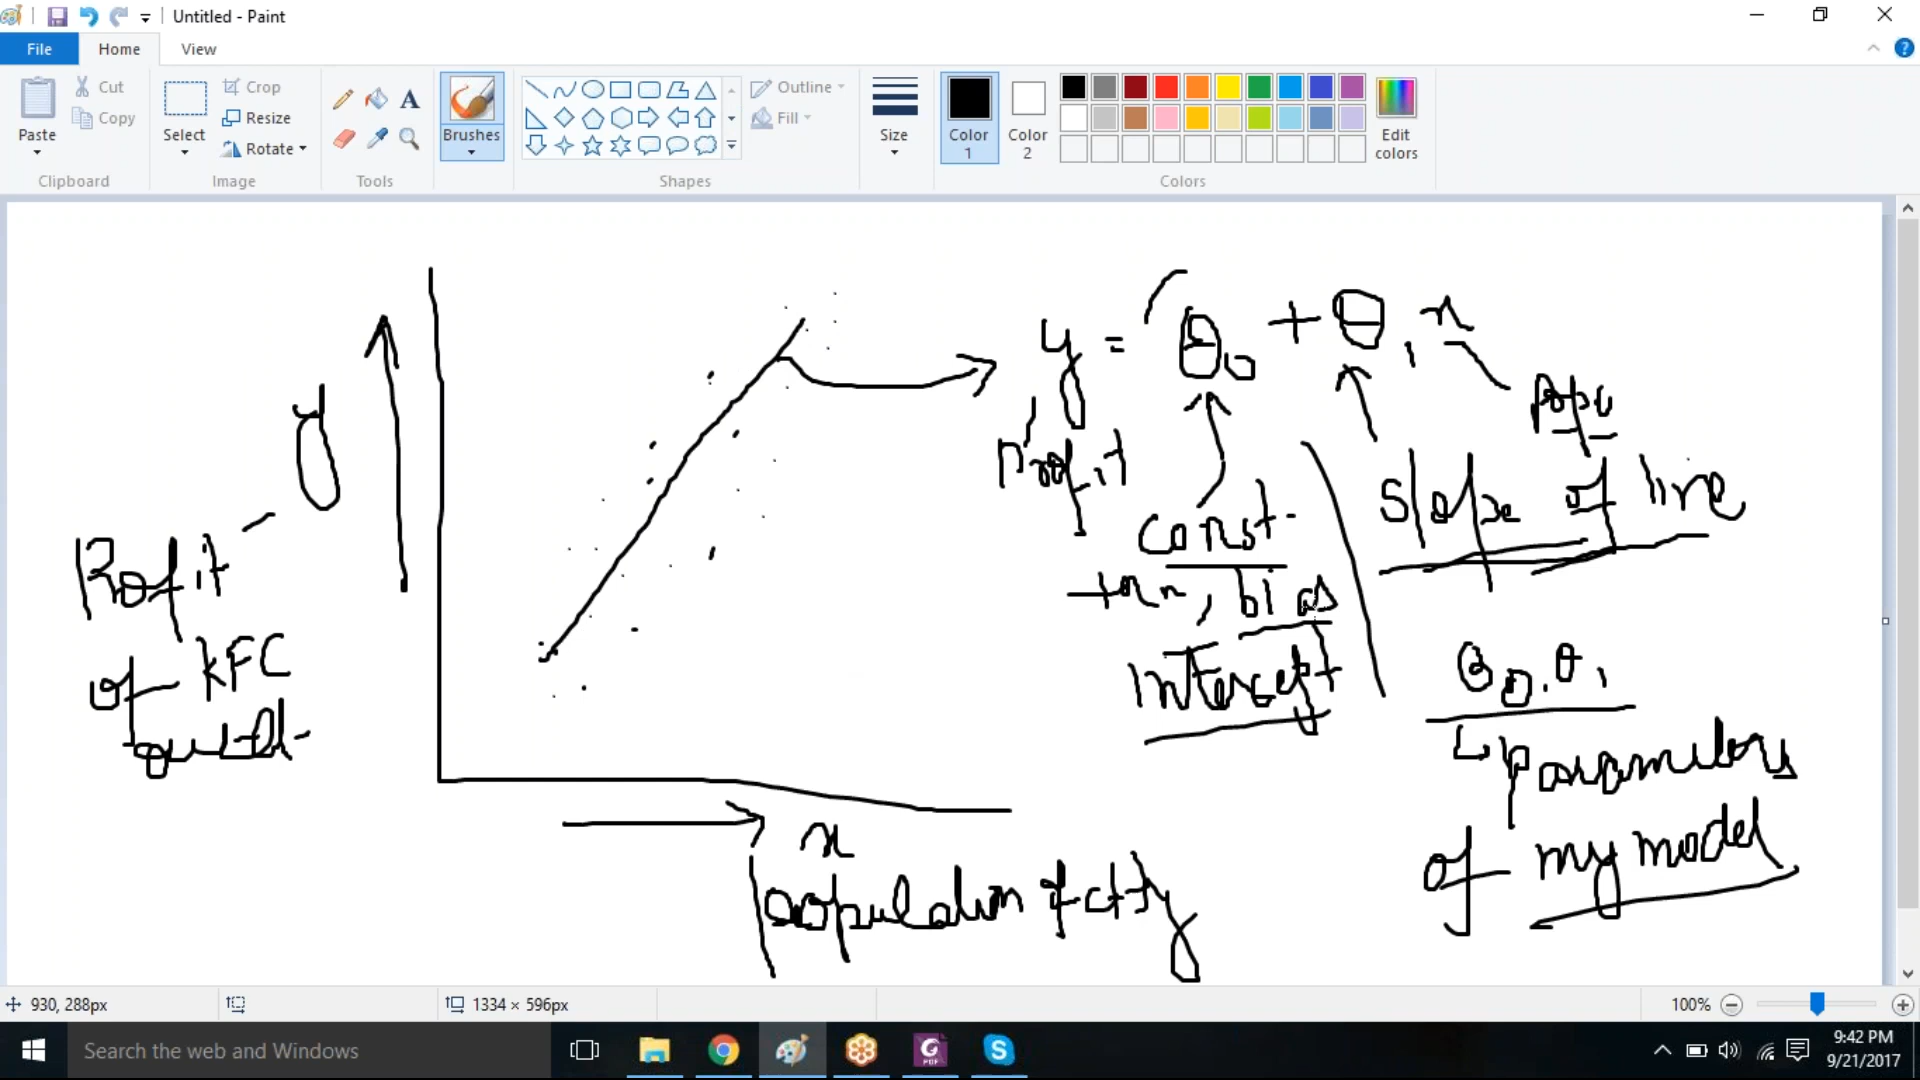 Untitled - Paint
File Home View
Paste Cut Copy Select Crop Resize Rotate Brushes Outline Fill Size Color 1 Color 2 Edit colors
Clipboard Image Tools Shapes Colors
y = θ0 + θ1 x
y
Profit
slope of line
Profit
const-
bias
of KFC
Intercept
θ0, θ1
parameters
of my model
x
population of city
930, 288px 1334 × 596px 100%
Search the web and Windows
9:42 PM
9/21/2017